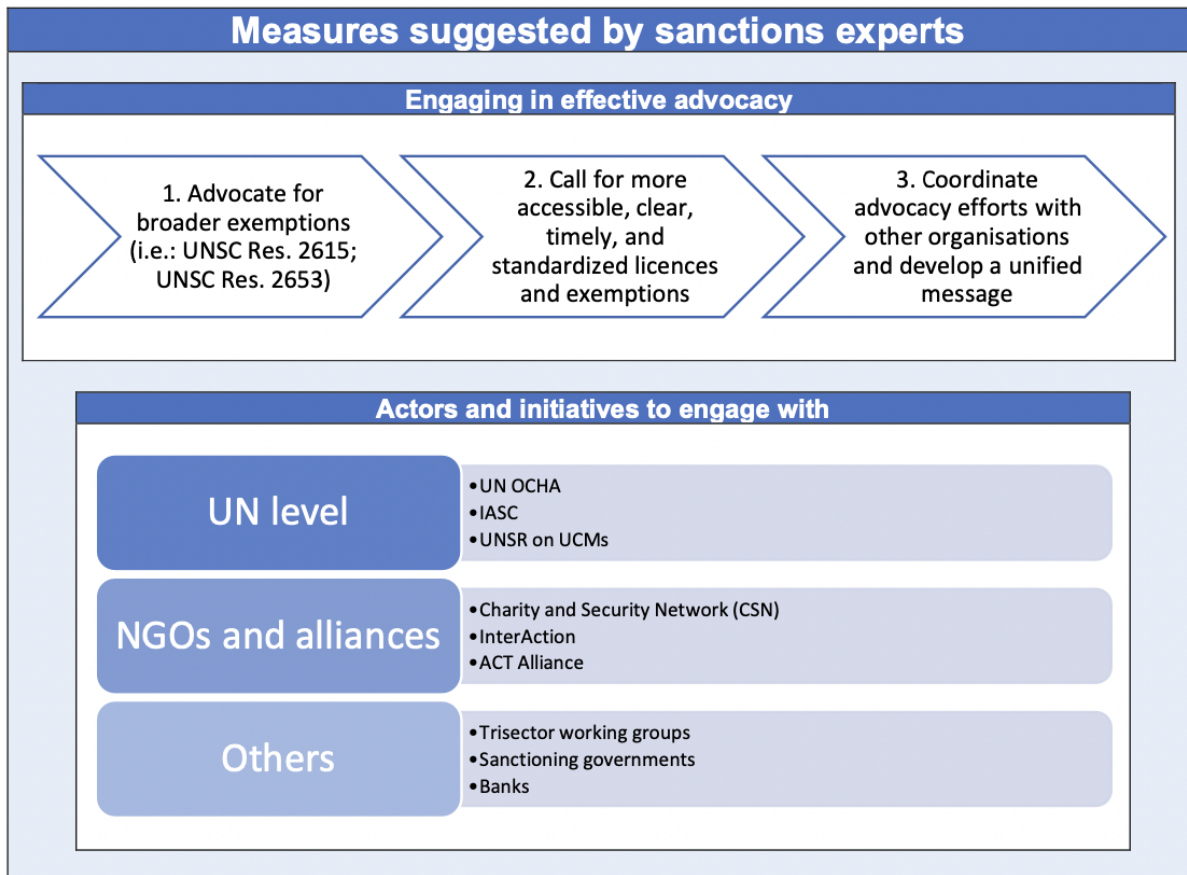 Measures suggested by sanctions experts
Engaging in effective advocacy
1. Advocate for
broader exemptions
(i.e.: UNSC Res. 2615;
UNSC Res. 2653)
2. Call for more
accessible, clear,
timely, and
standardized licences
and exemptions
3. Coordinate
advocacy efforts with
other organisations
and develop a unified
message
Actors and initiatives to engage with
UN level
•UN OCHA
•IASC
•UNSR on UCMs
NGOs and alliances
•Charity and Security Network (CSN)
•InterAction
•ACT Alliance
Others
•Trisector working groups
•Sanctioning governments
•Banks